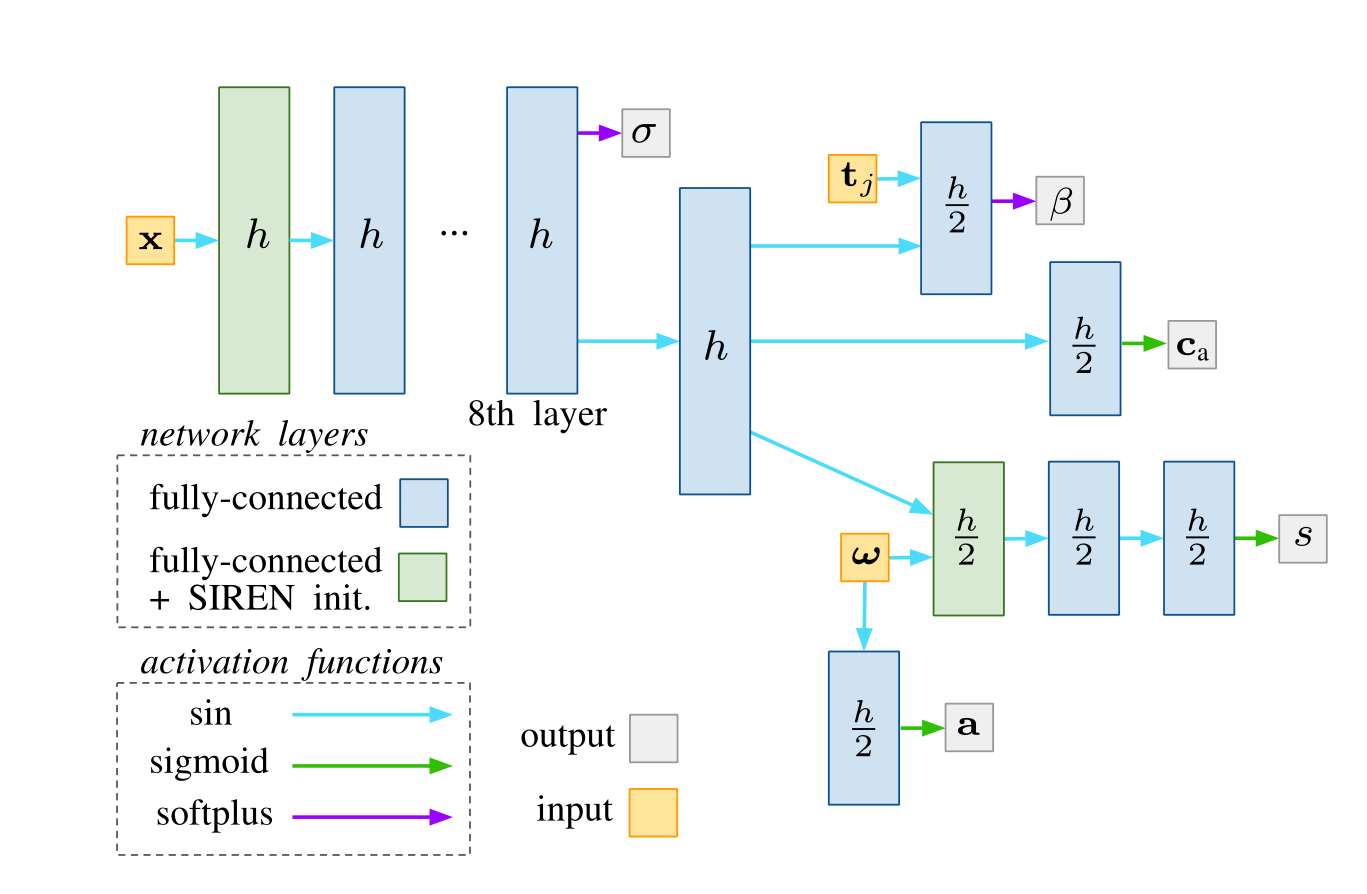 x
h
h
...
h
8th layer
σ
h
t_j
h/2
β
h/2
c_a
ω
h/2
h/2
h/2
s
h/2
a
network layers
fully-connected
fully-connected
+ SIREN init.
activation functions
sin
sigmoid
softplus
output
input